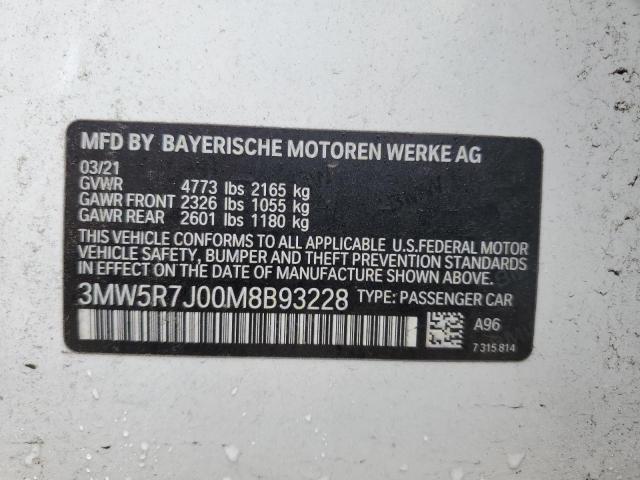 MFD BY BAYERISCHE MOTOREN WERKE AG
03/21
GVWR 4773 lbs 2165 kg
GAWR FRONT 2326 lbs 1055 kg
GAWR REAR 2601 lbs 1180 kg
THIS VEHICLE CONFORMS TO ALL APPLICABLE U.S.FEDERAL MOTOR
VEHICLE SAFETY, BUMPER AND THEFT PREVENTION STANDARDS
IN EFFECT ON THE DATE OF MANUFACTURE SHOWN ABOVE.
3MW5R7J00M8B93228 TYPE: PASSENGER CAR
A96
7 315 814